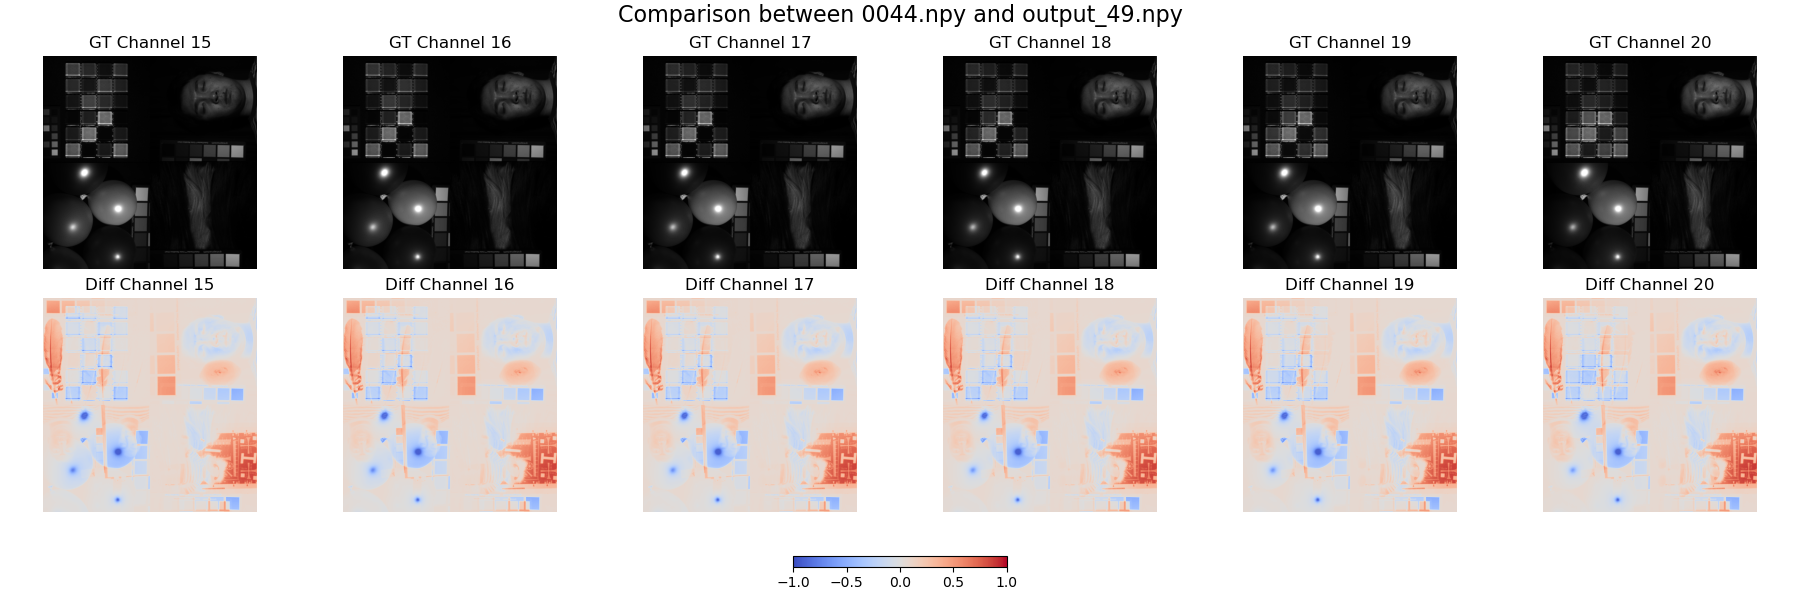 Comparison between 0044.npy and output_49.npy
GT Channel 15
GT Channel 16
GT Channel 17
GT Channel 18
GT Channel 19
GT Channel 20
Diff Channel 15
Diff Channel 16
Diff Channel 17
Diff Channel 18
Diff Channel 19
Diff Channel 20
−1.0
−0.5
0.0
0.5
1.0